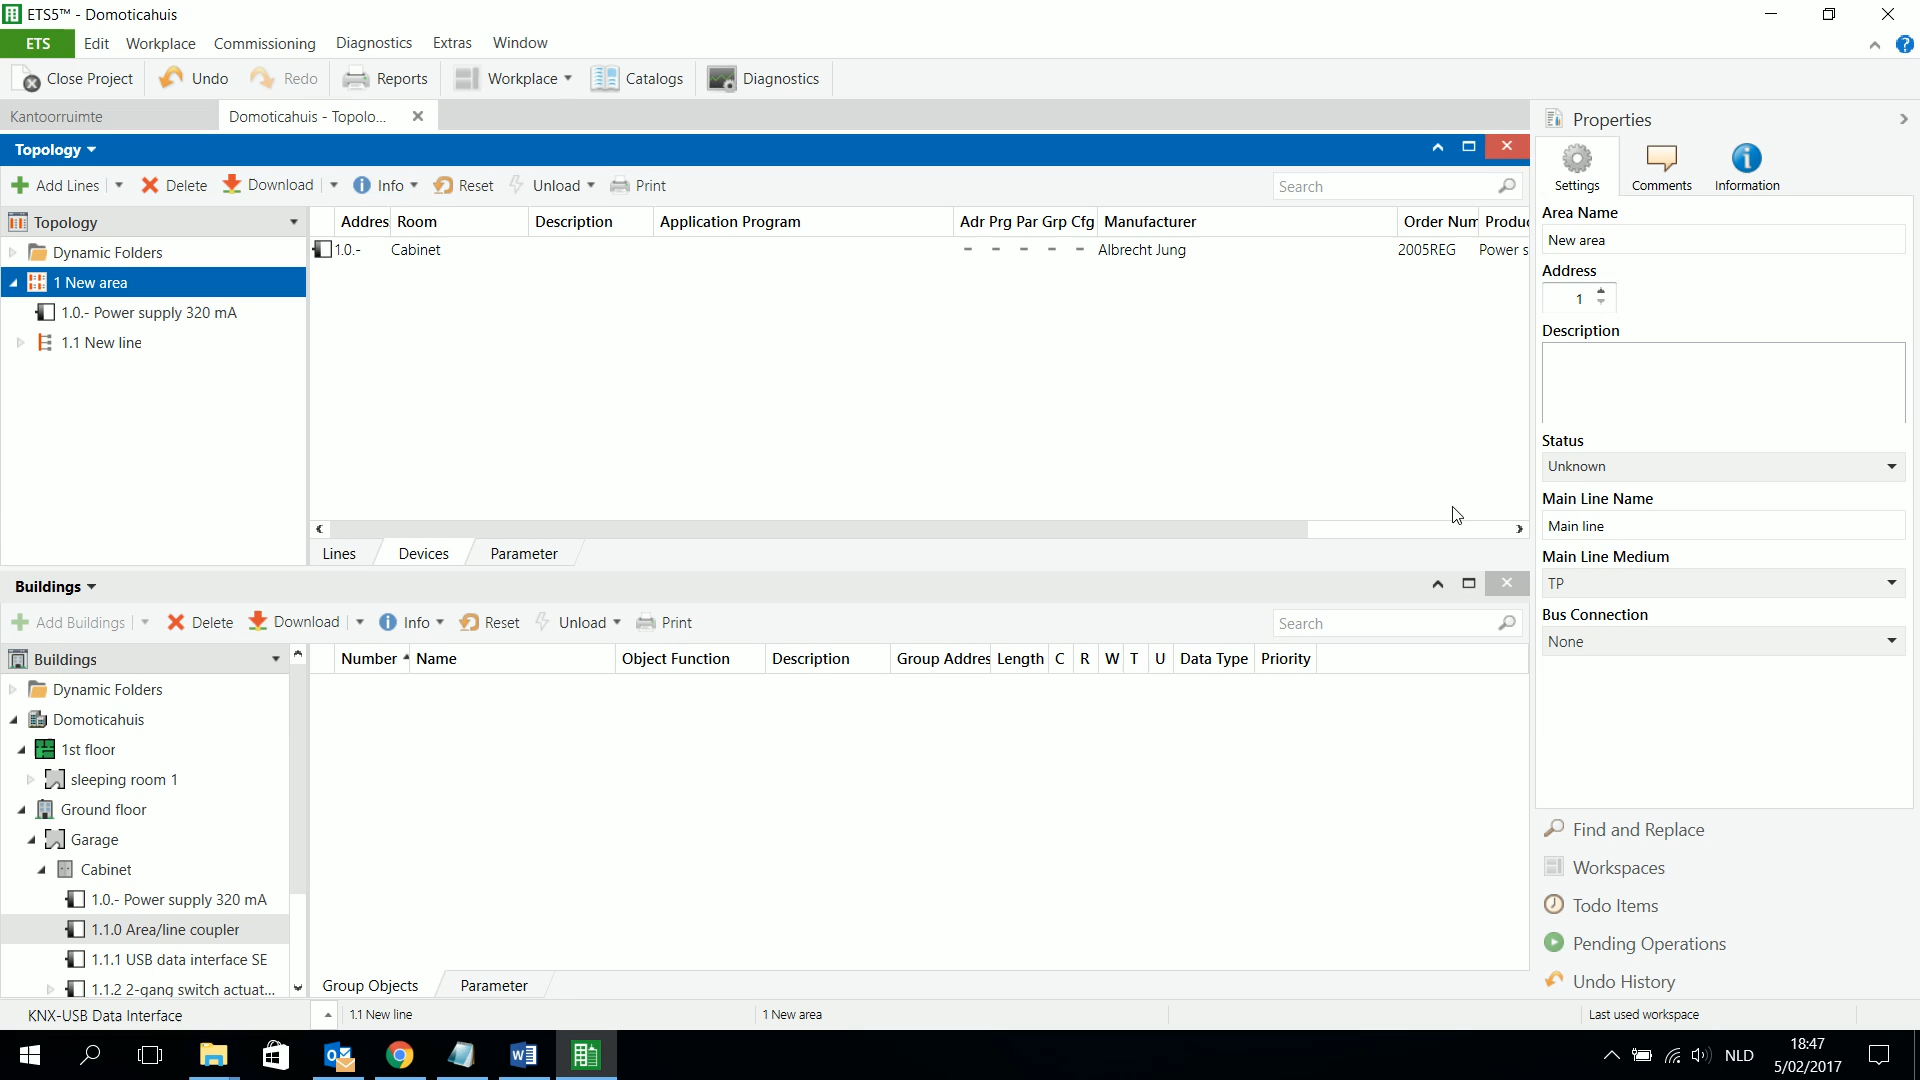 ETS5™ - Domoticahuis
ETS Edit Workplace Commissioning Diagnostics Extras Window
Close Project Undo Redo Reports Workplace Catalogs Diagnostics
Kantoorruimte Domoticahuis - Topolo...
Topology
Add Lines Delete Download Info Reset Unload Print Search
Topology
Addres Room Description Application Program Adr Prg Par Grp Cfg Manufacturer Order Num Produc
Dynamic Folders
1.0.- Cabinet - - - - - Albrecht Jung 2005REG Power s
1 New area
1.0.- Power supply 320 mA
1.1 New line
Lines Devices Parameter
Buildings
Add Buildings Delete Download Info Reset Unload Print Search
Buildings
Number Name Object Function Description Group Addres Length C R W T U Data Type Priority
Dynamic Folders
Domoticahuis
1st floor
sleeping room 1
Ground floor
Garage
Cabinet
1.0.- Power supply 320 mA
1.1.0 Area/line coupler
1.1.1 USB data interface SE
1.1.2 2-gang switch actuat...
Group Objects Parameter
Properties
Settings Comments Information
Area Name
New area
Address
1
Description
Status
Unknown
Main Line Name
Main line
Main Line Medium
TP
Bus Connection
None
Find and Replace
Workspaces
Todo Items
Pending Operations
Undo History
KNX-USB Data Interface 1.1 New line 1 New area Last used workspace
NLD
18:47
5/02/2017